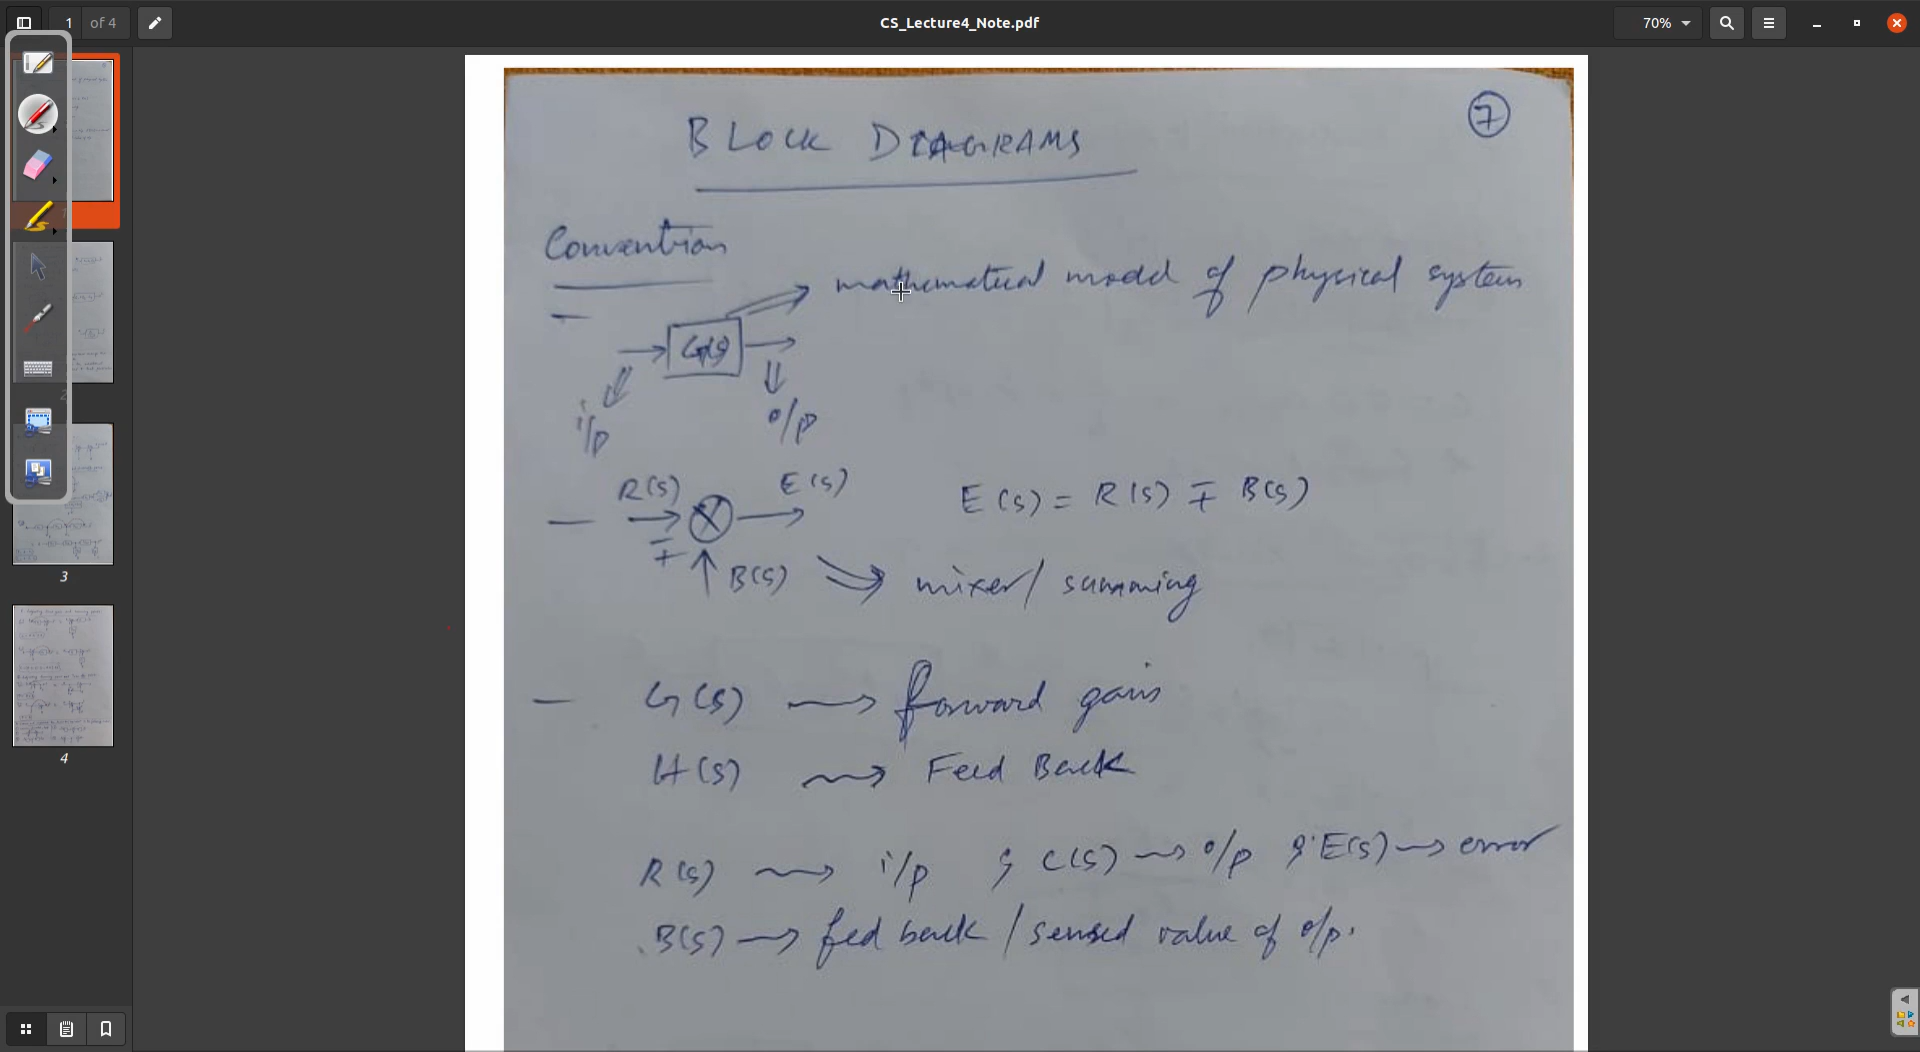 1 of 4
CS_Lecture4_Note.pdf
70%
7
BLOCK DIAGRAMS
Convention
— → G(s) → ⇒ mathematical model of physical system
i/p
o/p
— R(s) E(s) E(s) = R(s) ∓ B(s)
∓ B(s) ⇒ mixer/ summing
— G(s) → forward gain
H(s) → Feed Back
R(s) → i/p ; C(s) → o/p ; E(s) → error
B(s) → fed back / sensed value of o/p.
3
4